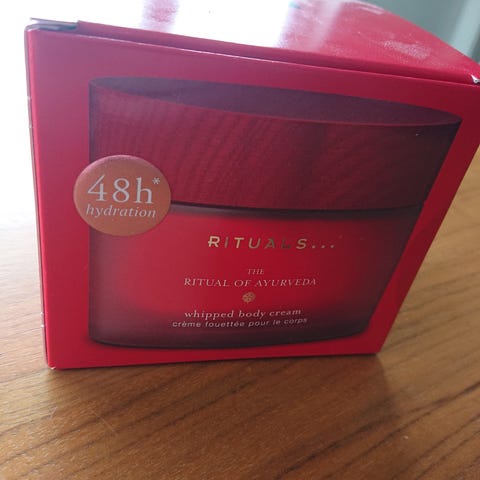 48h*
hydration
RITUALS...
THE
RITUAL OF AYURVEDA
whipped body cream
crème fouettée pour le corps